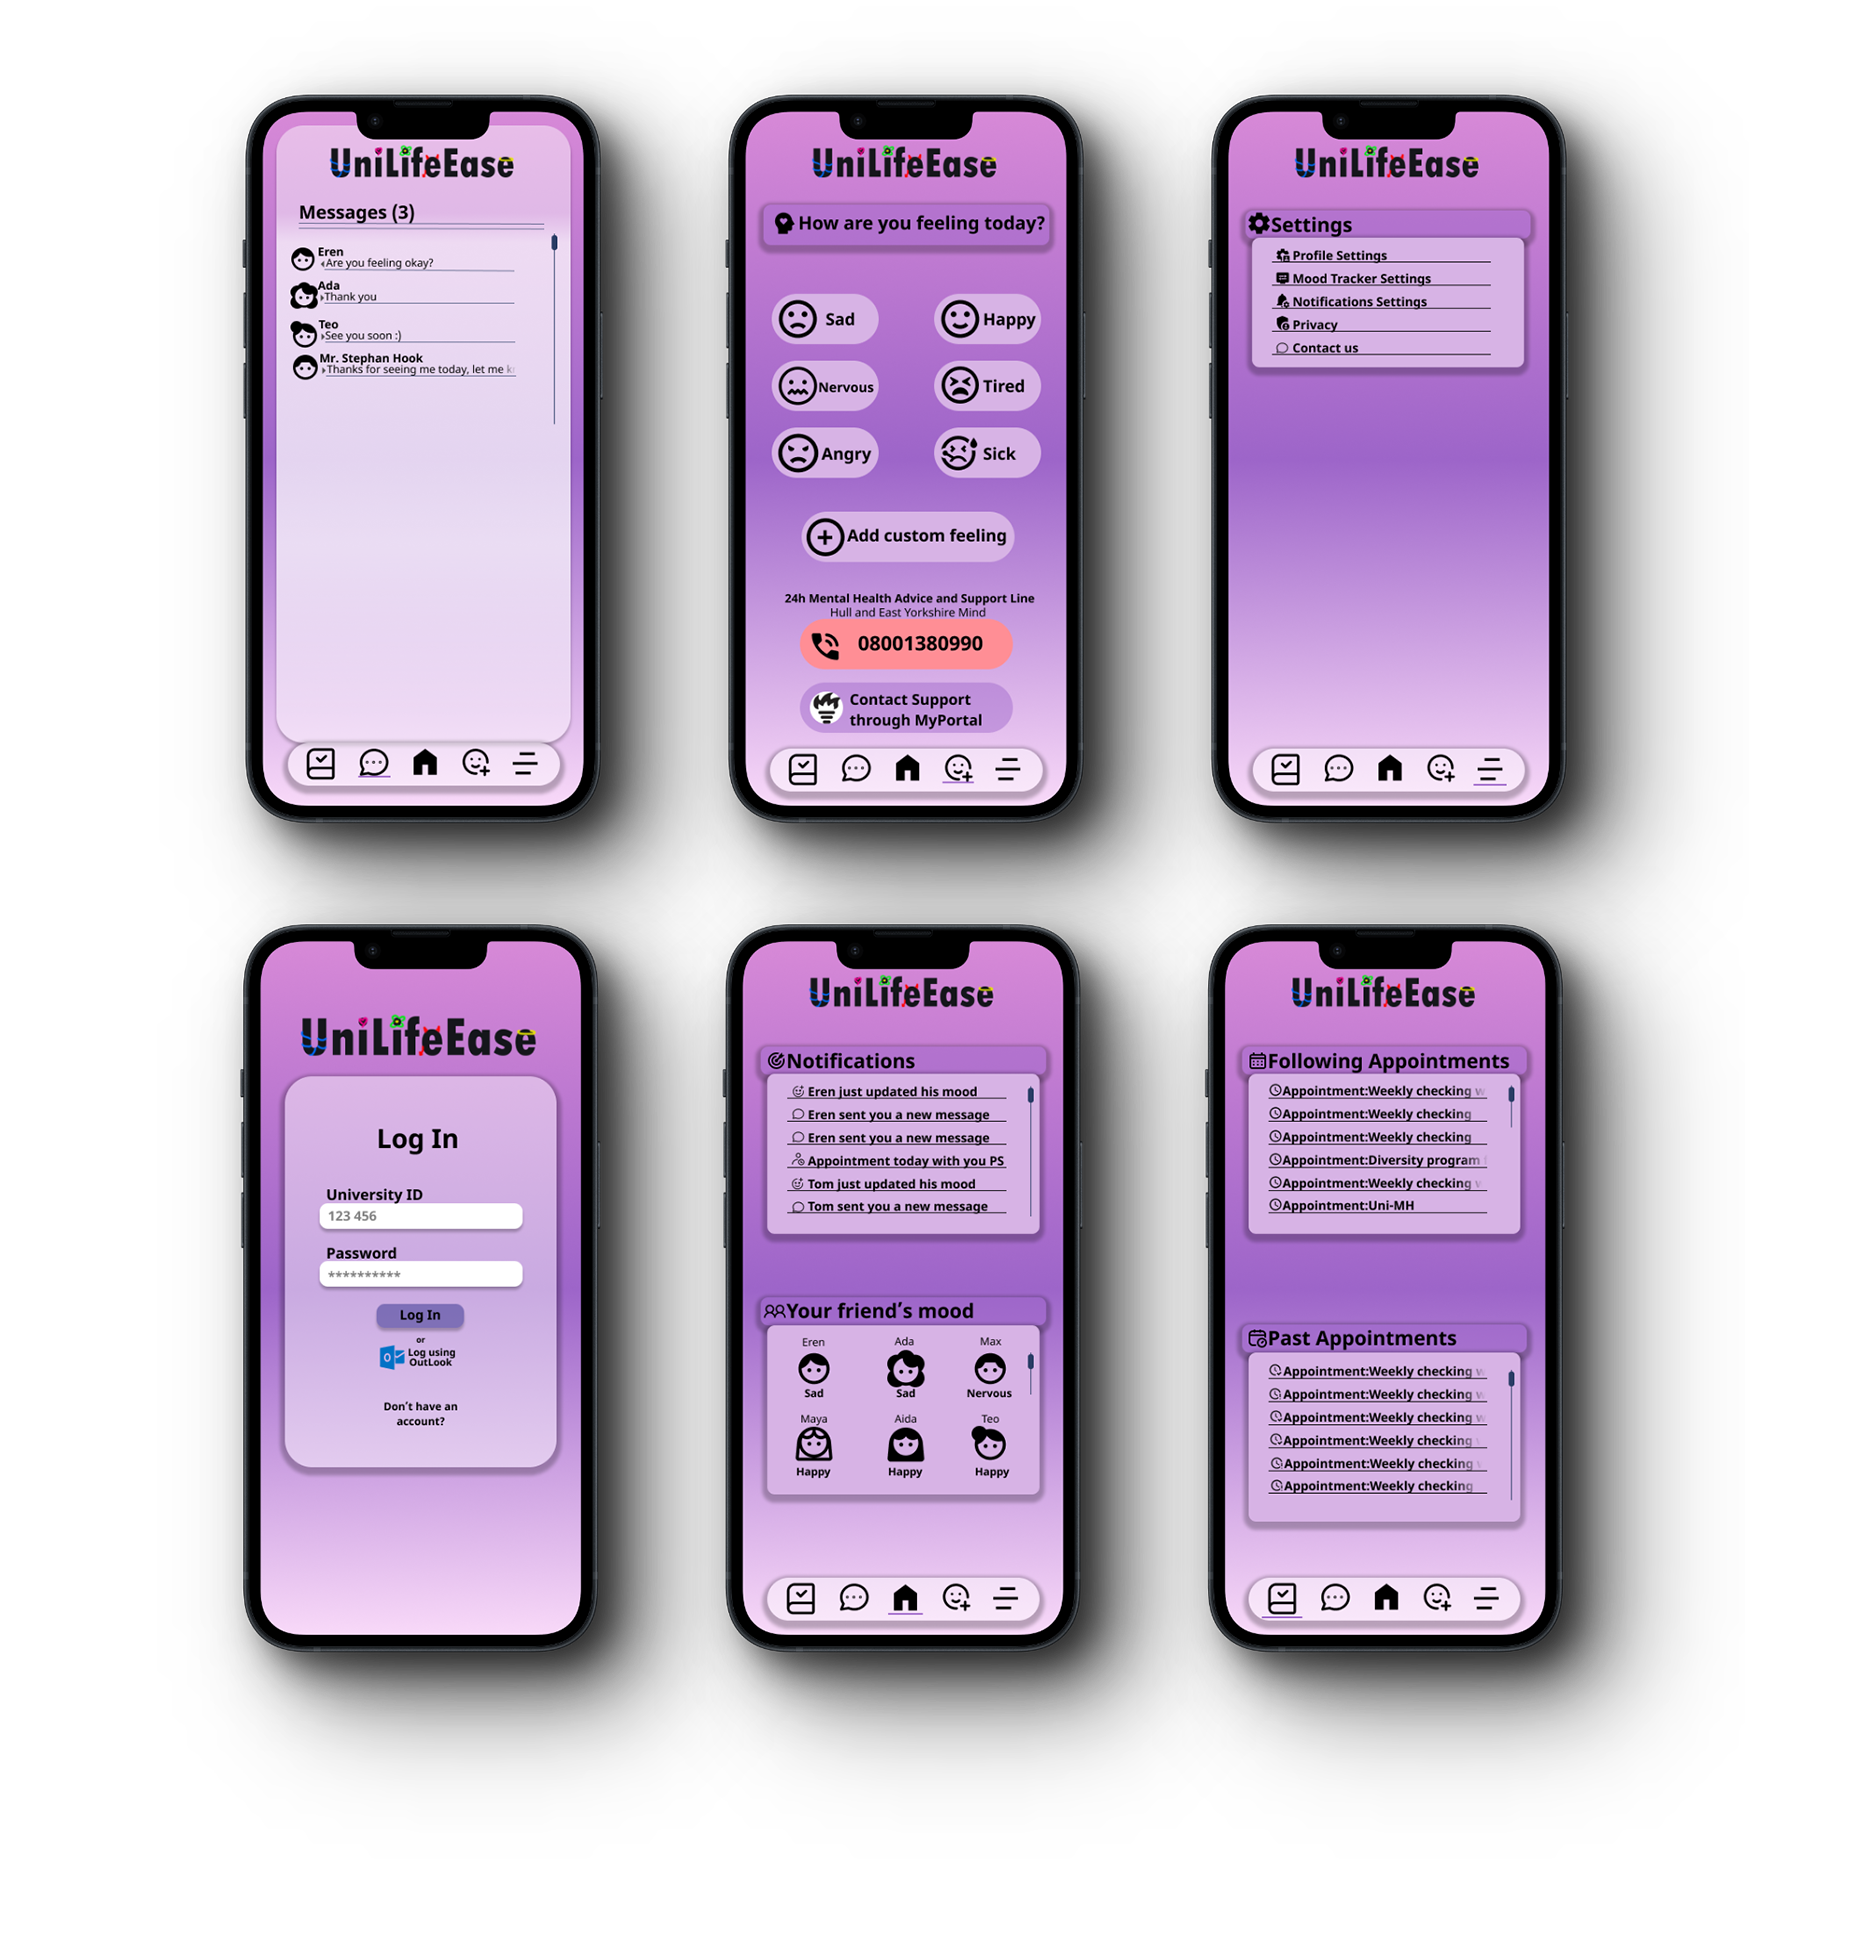 UniLifeEase
Messages (3)
Eren
Are you feeling okay?
Ada
Thank you
Teo
See you soon :)
Mr. Stephan Hook
Thanks for seeing me today, let me
UniLifeEase
How are you feeling today?
Sad
Happy
Nervous
Tired
Angry
Sick
Add custom feeling
24h Mental Health Advice and Support Line
Hull and East Yorkshire Mind
08001380990
Contact Support
through MyPortal
UniLifeEase
Settings
Profile Settings
Mood Tracker Settings
Notifications Settings
Privacy
Contact us
UniLifeEase
Log In
University ID
123 456
Password
**********
Log In
or
Log using
OutLook
Don't have an
account?
UniLifeEase
Notifications
Eren just updated his mood
Eren sent you a new message
Eren sent you a new message
Appointment today with you PS
Tom just updated his mood
Tom sent you a new message
Your friend's mood
Eren
Ada
Max
Sad
Sad
Nervous
Maya
Aida
Teo
Happy
Happy
Happy
UniLifeEase
Following Appointments
Appointment:Weekly checking
Appointment:Weekly checking
Appointment:Weekly checking
Appointment:Diversity program
Appointment:Weekly checking
Appointment:Uni-MH
Past Appointments
Appointment:Weekly checking
Appointment:Weekly checking
Appointment:Weekly checking
Appointment:Weekly checking
Appointment:Weekly checking
Appointment:Weekly checking